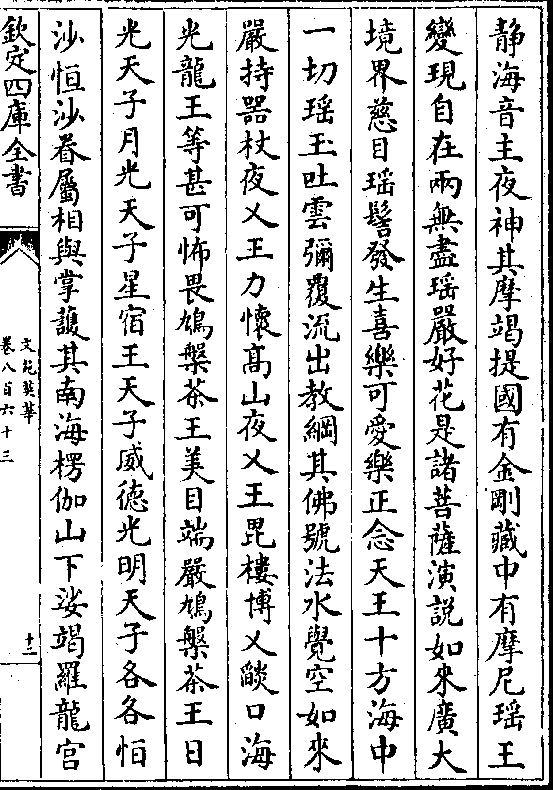 静海音主夜神其摩竭提國有金剛藏中有摩尼瑶王
變現自在兩無盡瑶嚴好花是諸菩薩演說如來廣大
境界慈目瑶髻發生喜樂可愛樂正念天王十方海中
一切瑶玉吐雲彌覆流出教綱其佛號法水覺空如來
嚴持器杖夜乂王力懷髙山夜乂王毘樓博乂燄口海
光龍王等甚可怖畏鳩槃茶王美目端嚴鳩槃茶王日
光天子月光天子星宿王天子威德光明天子各各恒
沙恒沙眷屬相與掌䕶其南海楞伽山下娑竭羅龍宫
欽定四庫全書
文苑英華
卷八百六十三
十二